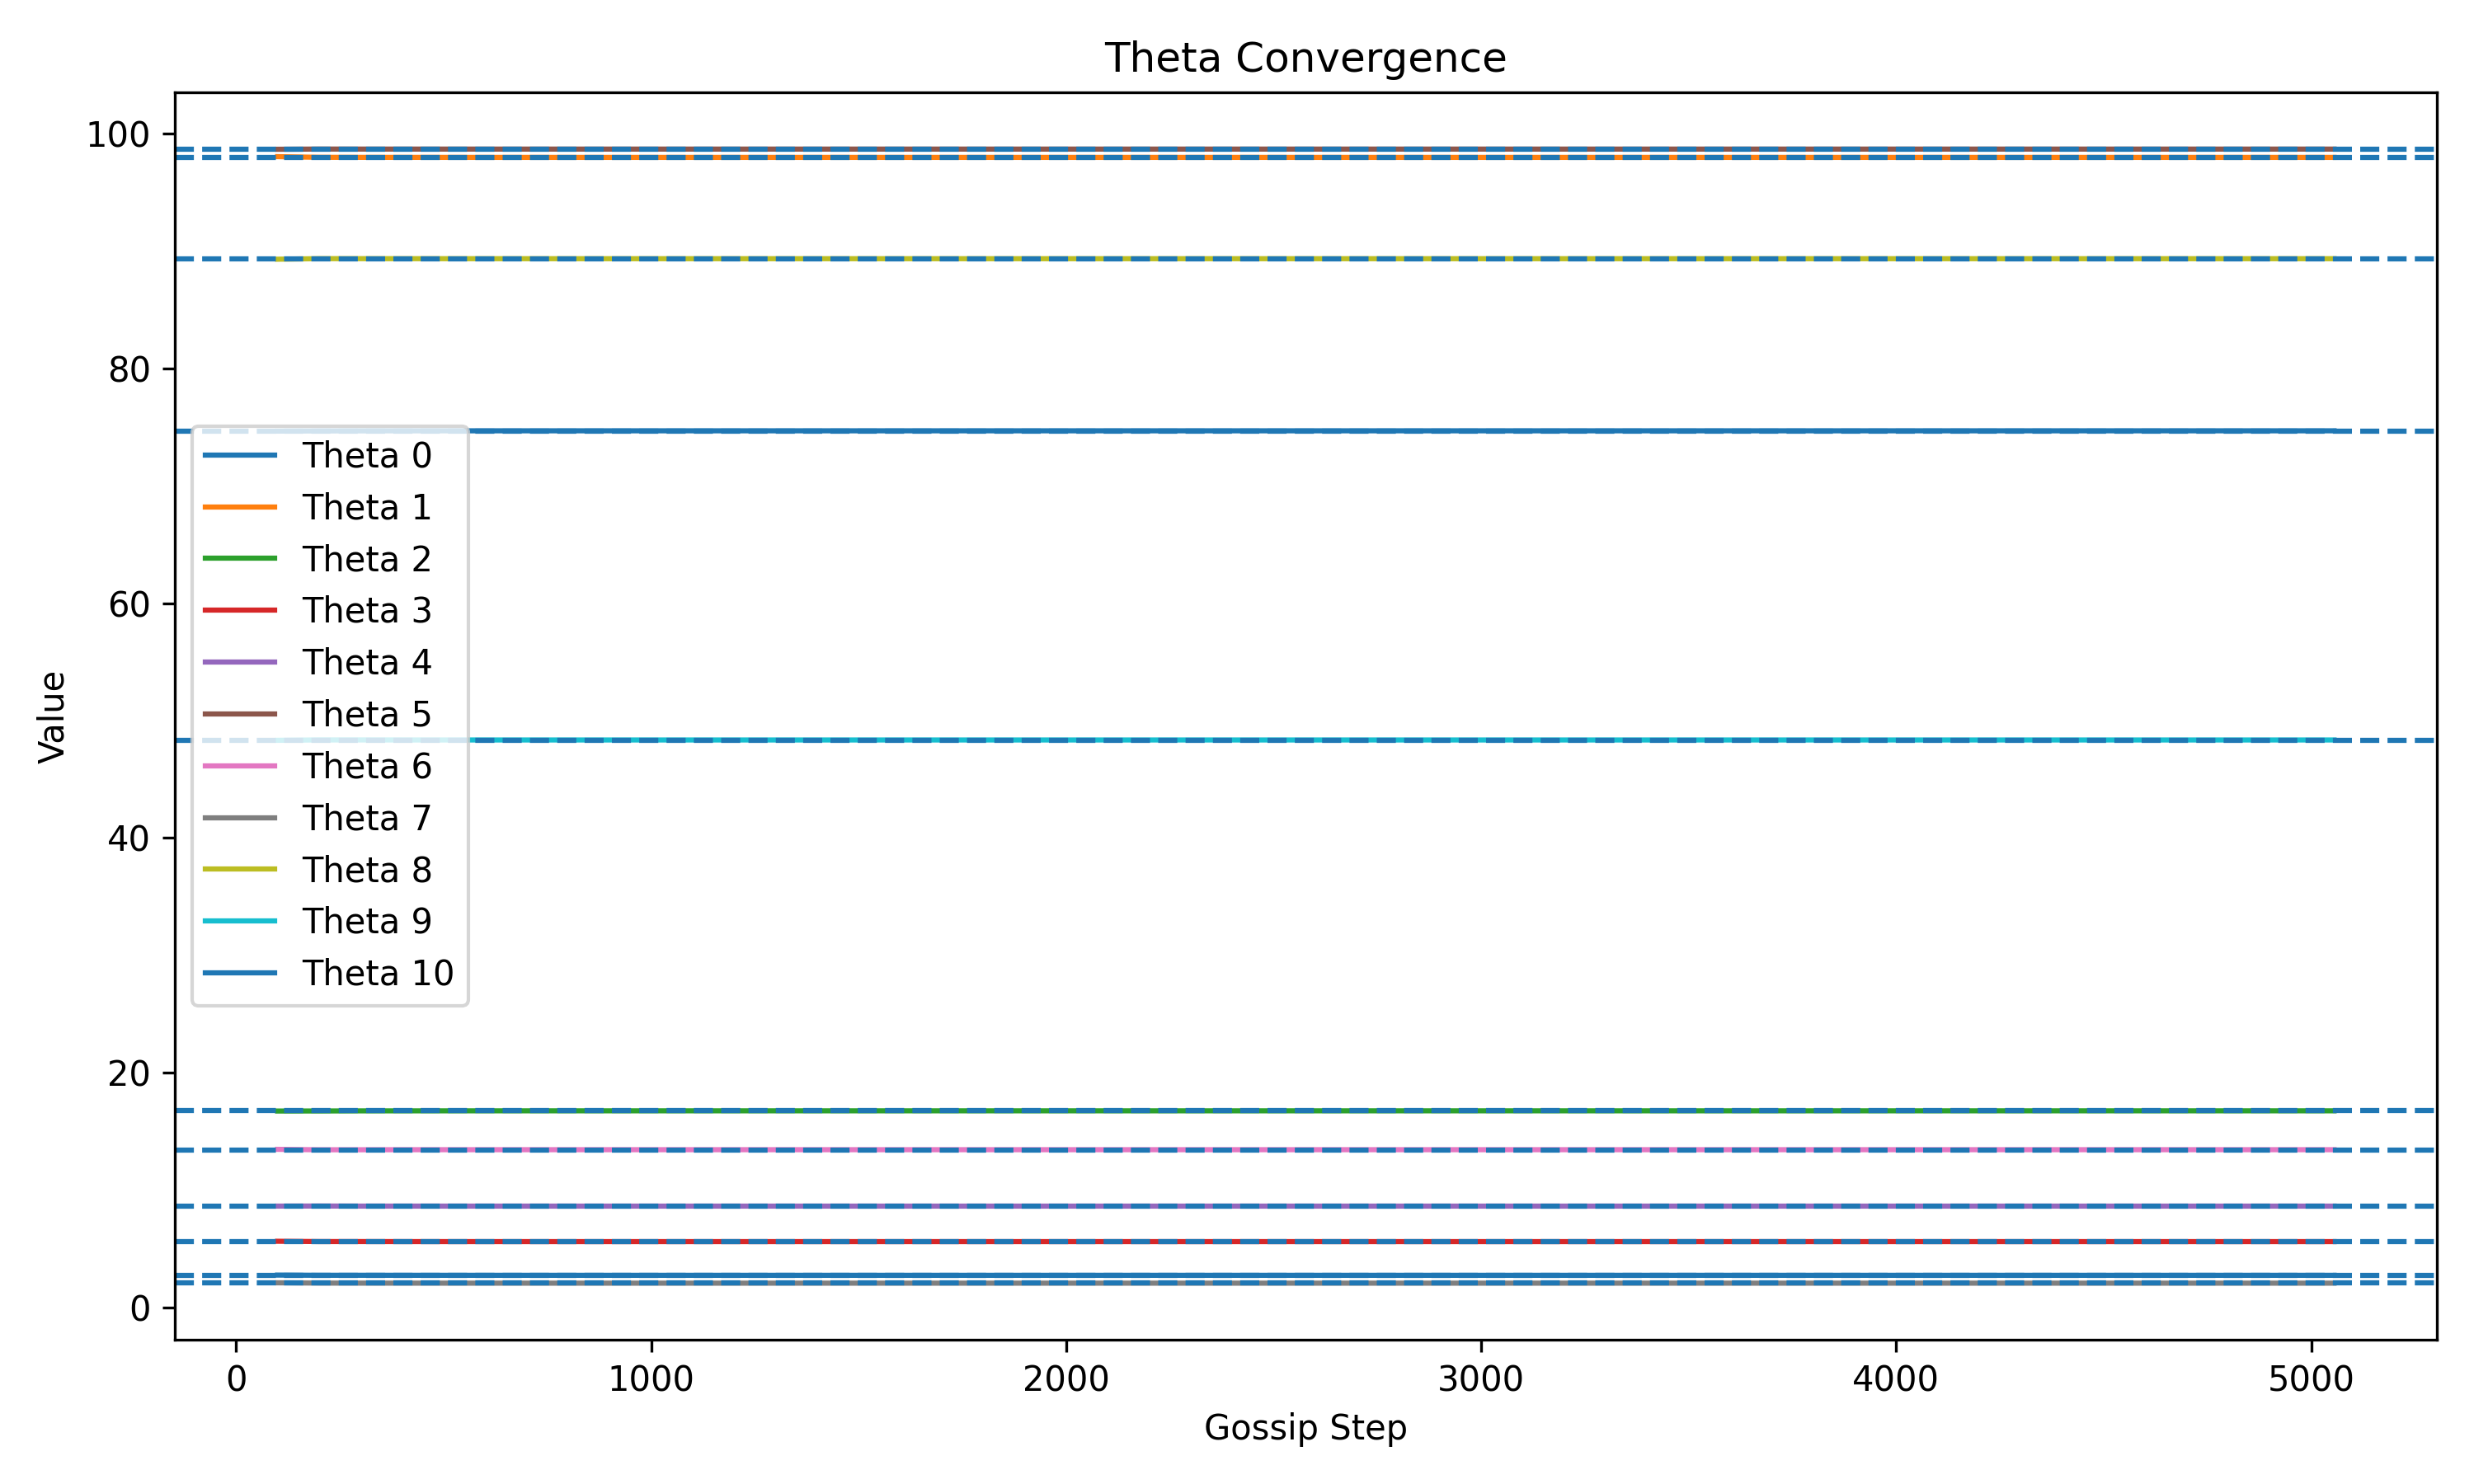 Theta Convergence
100
80
60
40
20
0
Value
Theta 0
Theta 1
Theta 2
Theta 3
Theta 4
Theta 5
Theta 6
Theta 7
Theta 8
Theta 9
Theta 10
0 1000 2000 3000 4000 5000
Gossip Step